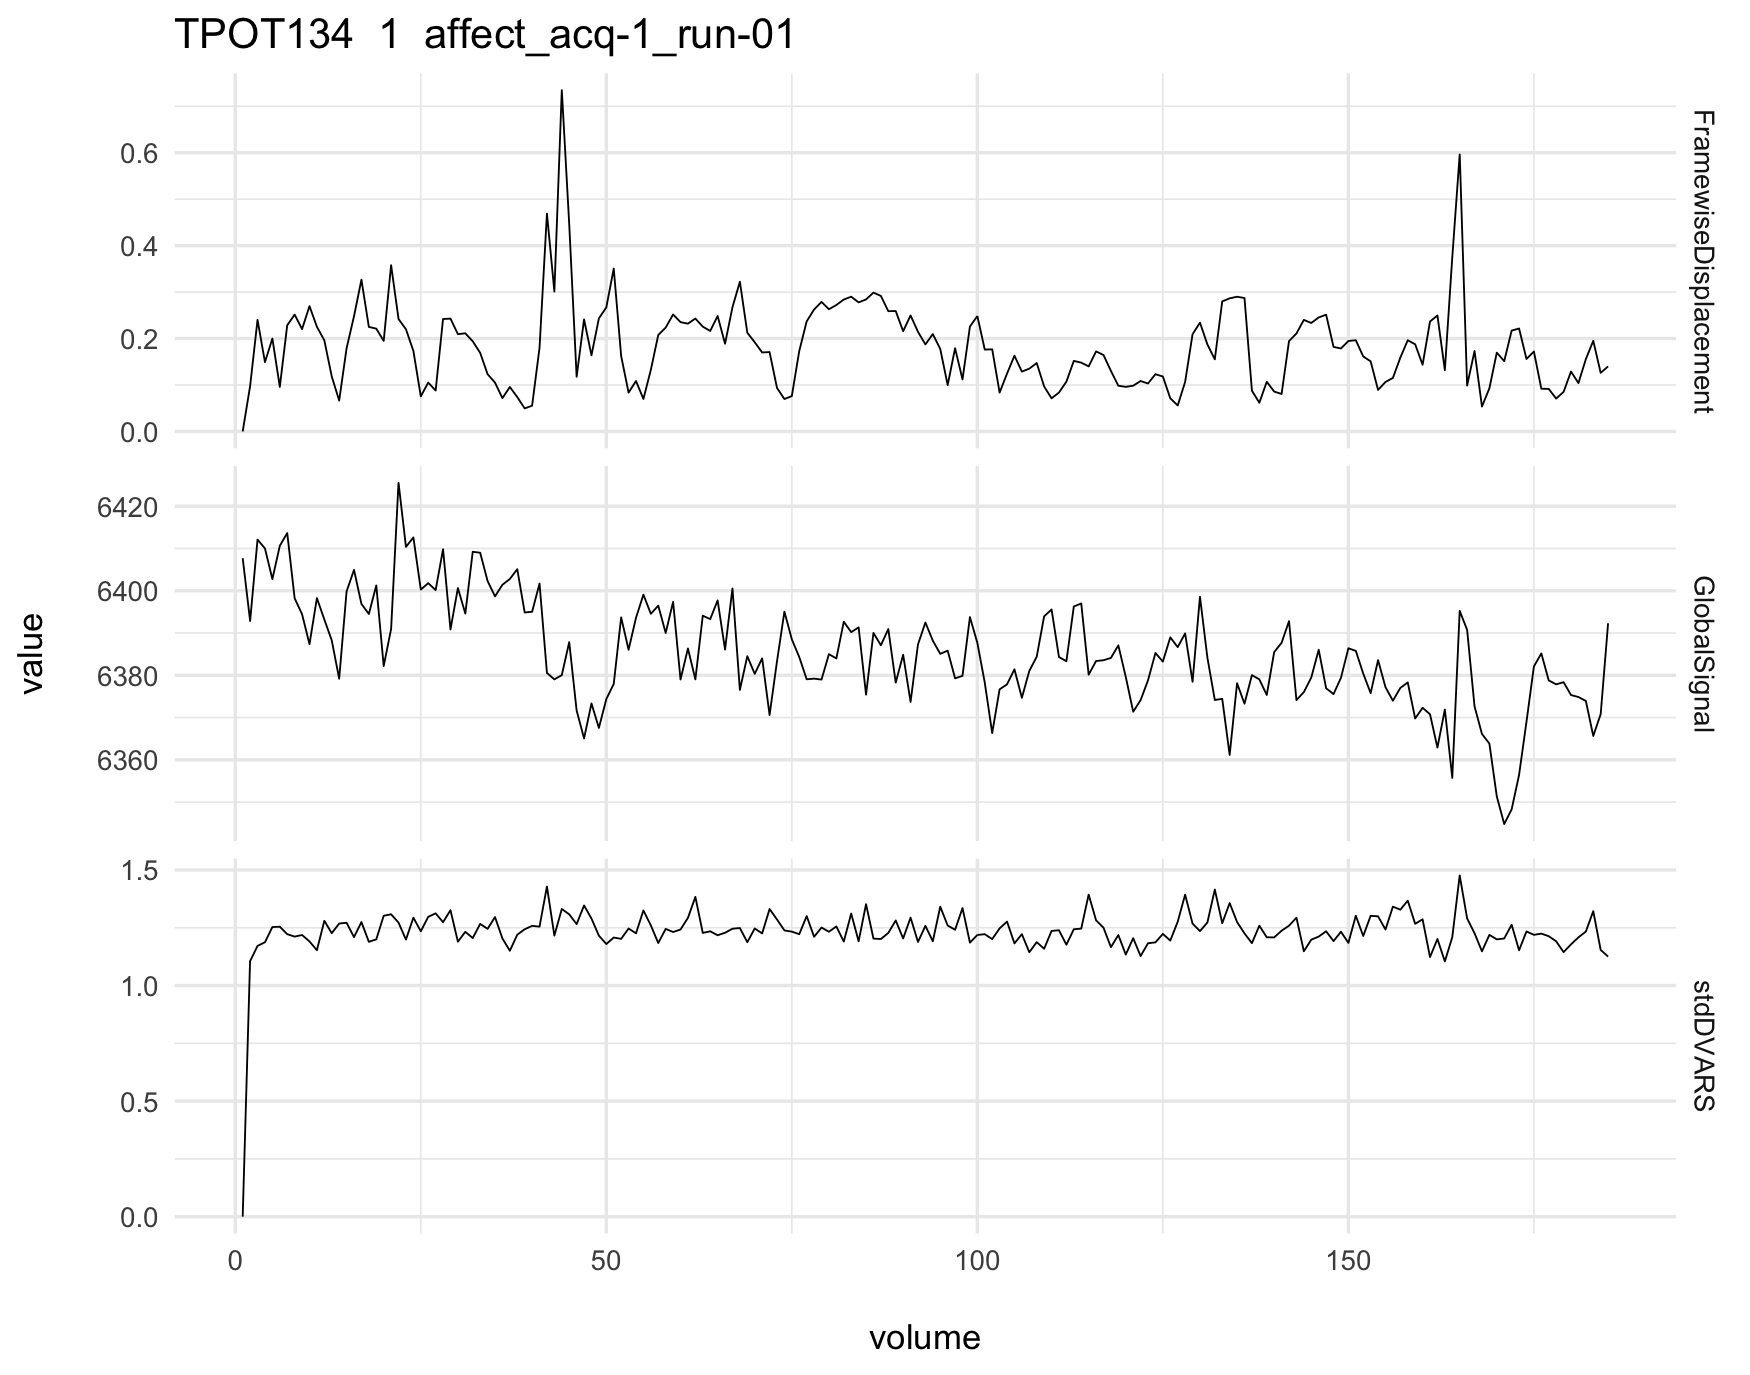 TPOT134 1 affect_acq-1_run-01
0.6
0.4
0.2
0.0
FramewiseDisplacement
6420
6400
6380
6360
GlobalSignal
value
1.5
1.0
0.5
0.0
stdDVARS
0 50 100 150
volume